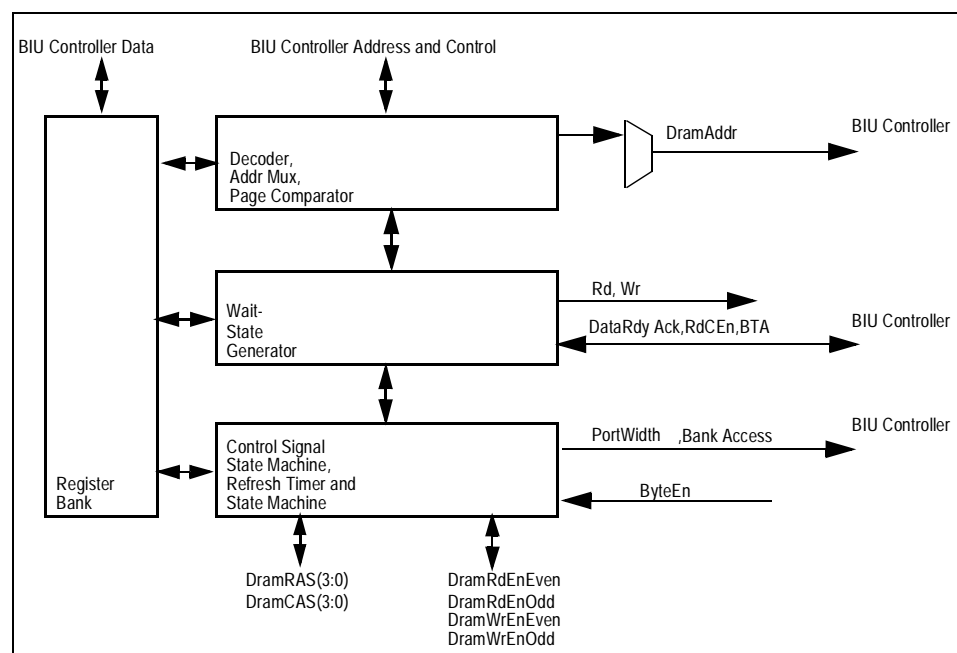 BIU Controller Data
BIU Controller Address and Control
DramAddr
BIU Controller
Decoder,
Addr Mux,
Page Comparator
Rd, Wr
Wait-
State
Generator
DataRdy Ack,RdCEn,BTA
BIU Controller
PortWidth ,Bank Access
BIU Controller
Control Signal
State Machine,
Refresh Timer and
State Machine
Register
Bank
ByteEn
DramRAS(3:0)
DramCAS(3:0)
DramRdEnEven
DramRdEnOdd
DramWrEnEven
DramWrEnOdd